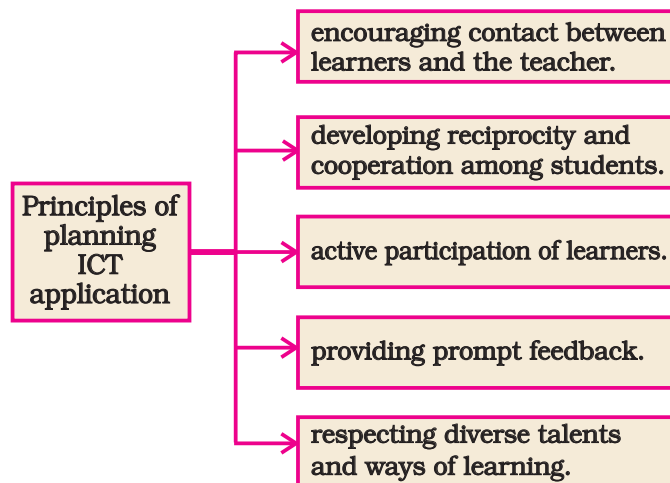 Principles of
planning
ICT
application
encouraging contact between
learners and the teacher.
developing reciprocity and
cooperation among students.
active participation of learners.
providing prompt feedback.
respecting diverse talents
and ways of learning.